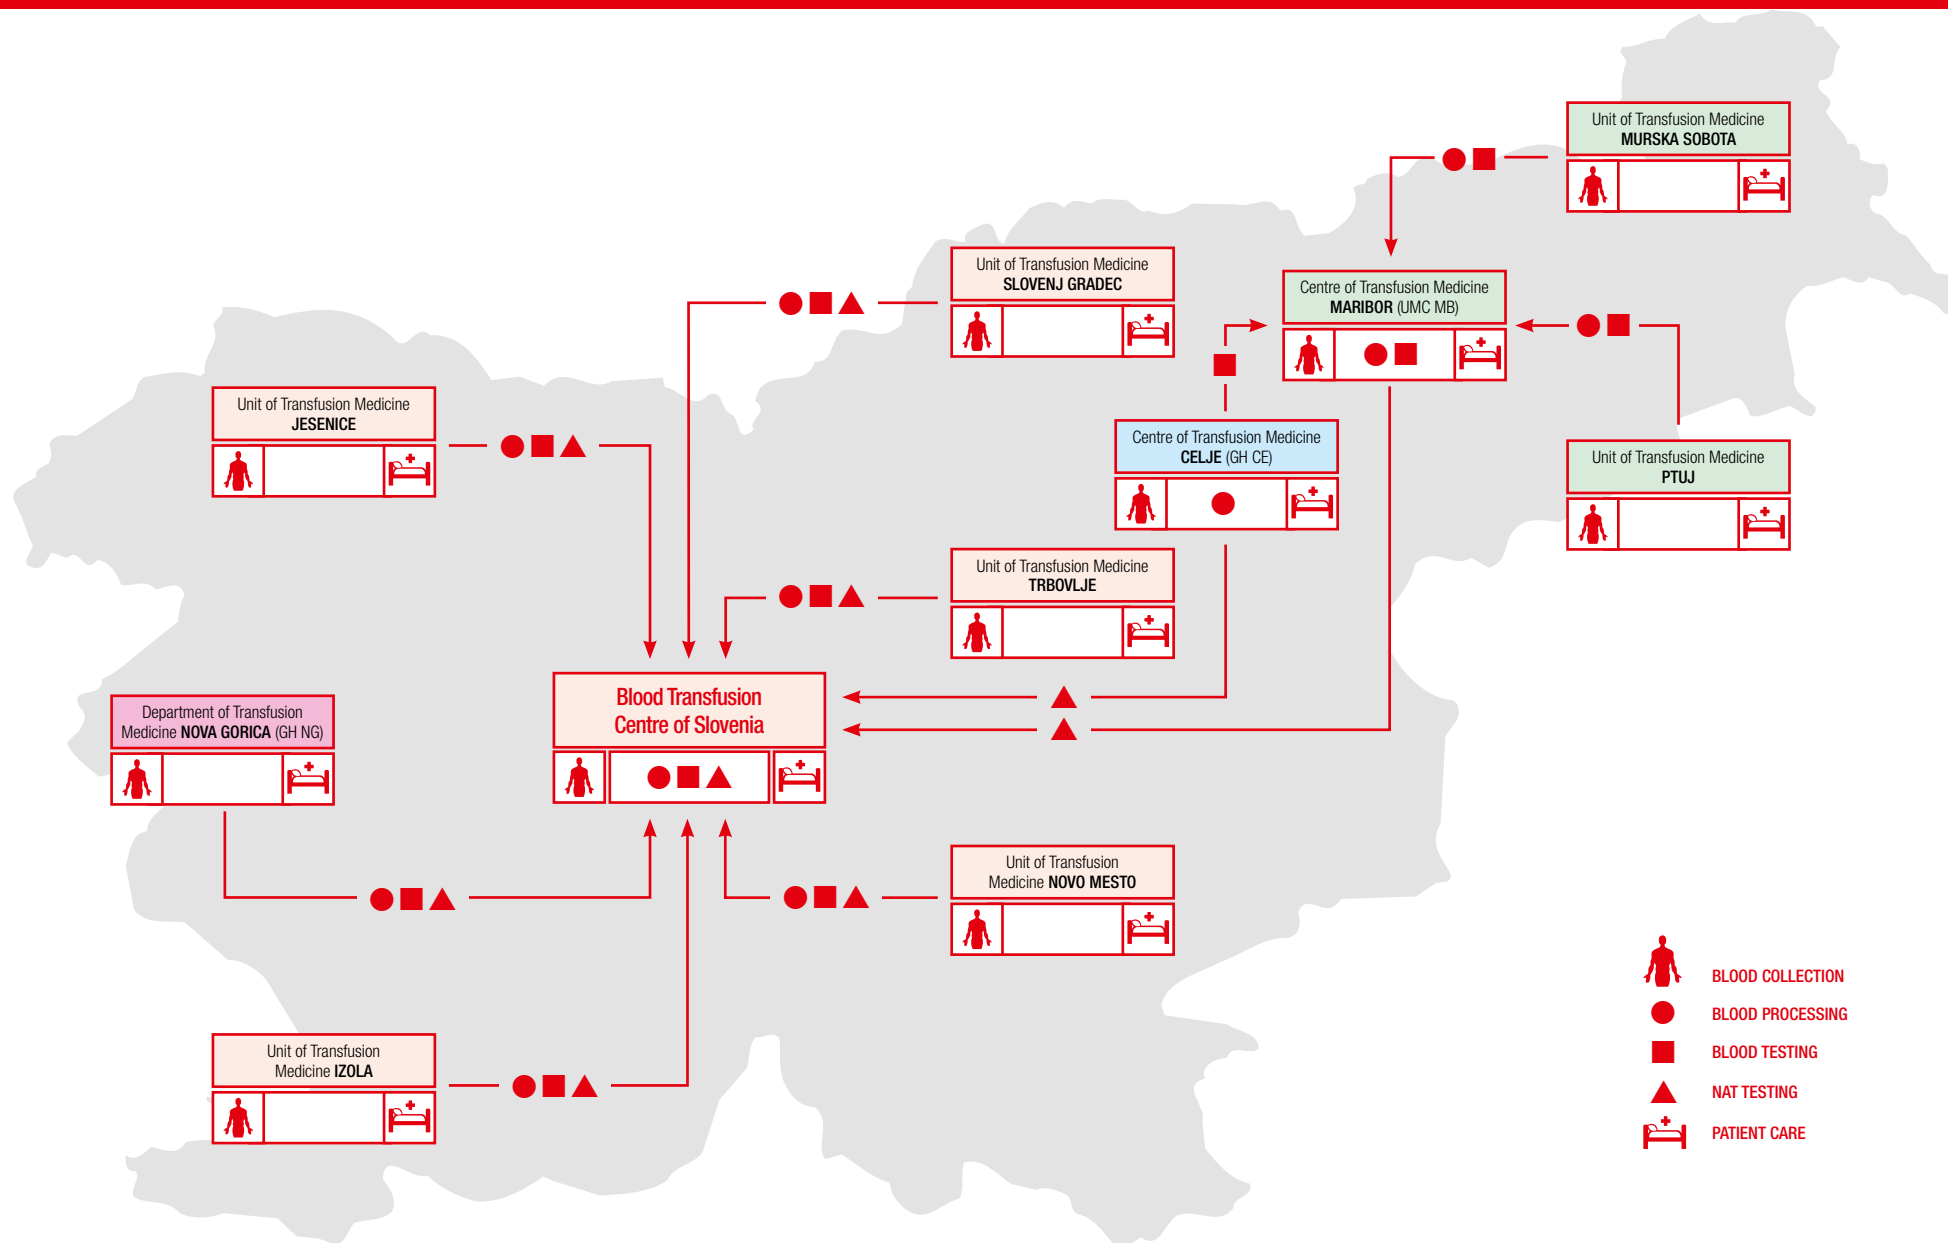 Unit of Transfusion Medicine
MURSKA SOBOTA
Unit of Transfusion Medicine
SLOVENJ GRADEC
Centre of Transfusion Medicine
MARIBOR (UMC MB)
Unit of Transfusion Medicine
JESENICE
Centre of Transfusion Medicine
CELJE (GH CE)
Unit of Transfusion Medicine
PTUJ
Unit of Transfusion Medicine
TRBOVLJE
Blood Transfusion
Centre of Slovenia
Department of Transfusion
Medicine NOVA GORICA (GH NG)
Unit of Transfusion
Medicine NOVO MESTO
Unit of Transfusion
Medicine IZOLA
BLOOD COLLECTION
BLOOD PROCESSING
BLOOD TESTING
NAT TESTING
PATIENT CARE